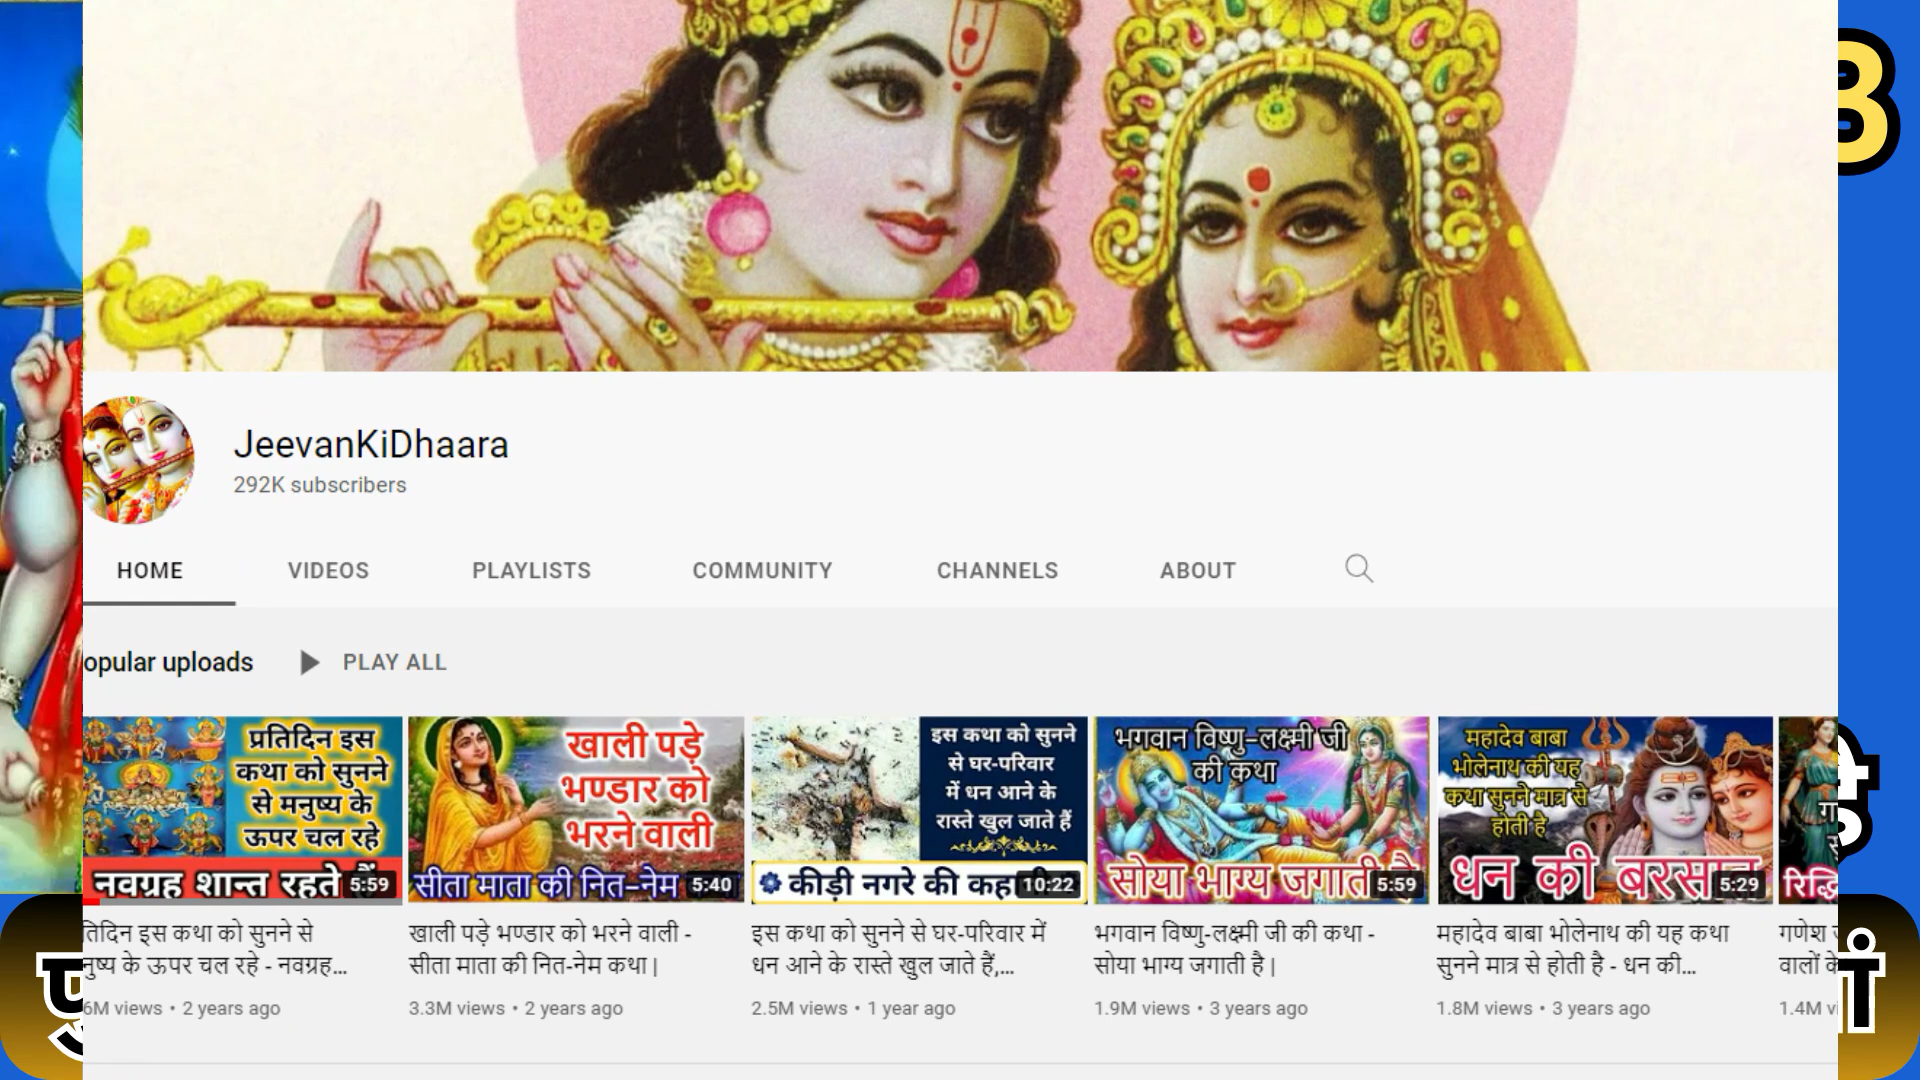 JeevanKiDhaara
292K subscribers
HOME VIDEOS PLAYLISTS COMMUNITY CHANNELS ABOUT
opular uploads PLAY ALL
प्रतिदिन इस
कथा को सुनने
से मनुष्य के
ऊपर चल रहे
नवग्रह शान्त रहते हैं
5:59
खाली पड़े
भण्डार को
भरने वाली
सीता माता की नित-नेम
5:40
इस कथा को सुनने
से घर-परिवार
में धन आने के
रास्ते खुल जाते हैं
कीड़ी नगरे की कह
10:22
भगवान विष्णु-लक्ष्मी जी
की कथा
सोया भाग्य जगाती है
5:59
महादेव बाबा
भोलेनाथ की यह
कथा सुनने मात्र से
होती है
धन की बरसात
5:29
तिदिन इस कथा को सुनने से
नुष्य के ऊपर चल रहे - नवग्रह...
6M views • 2 years ago
खाली पड़े भण्डार को भरने वाली -
सीता माता की नित-नेम कथा |
3.3M views • 2 years ago
इस कथा को सुनने से घर-परिवार में
धन आने के रास्ते खुल जाते हैं,...
2.5M views • 1 year ago
भगवान विष्णु-लक्ष्मी जी की कथा -
सोया भाग्य जगाती है |
1.9M views • 3 years ago
महादेव बाबा भोलेनाथ की यह कथा
सुनने मात्र से होती है - धन की...
1.8M views • 3 years ago
गणेश
वालों के
1.4M v